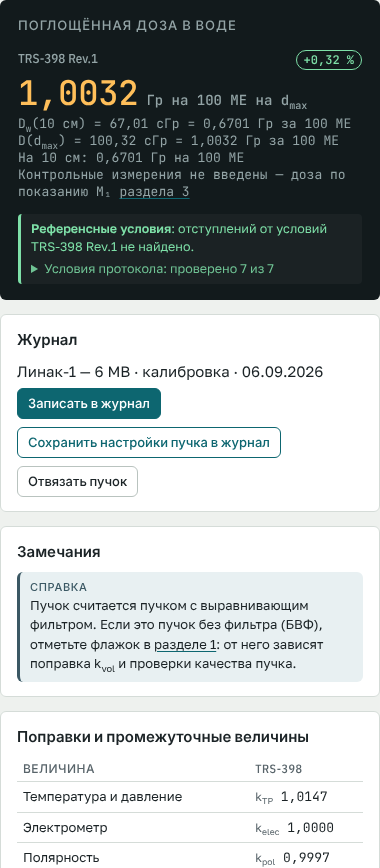 ПОГЛОЩЁННАЯ ДОЗА В ВОДЕ
TRS-398 Rev.1 +0,32 %
1,0032 Гр на 100 МЕ на dmax
Dw(10 см) = 67,01 сГр = 0,6701 Гр за 100 МЕ
D(dmax) = 100,32 сГр = 1,0032 Гр за 100 МЕ
На 10 см: 0,6701 Гр на 100 МЕ
Контрольные измерения не введены — доза по
показанию M₁ раздела 3
Референсные условия: отступлений от условий
TRS-398 Rev.1 не найдено.
▶ Условия протокола: проверено 7 из 7
Журнал
Линак-1 — 6 МВ · калибровка · 06.09.2026
Записать в журнал
Сохранить настройки пучка в журнал
Отвязать пучок
Замечания
СПРАВКА
Пучок считается пучком с выравнивающим
фильтром. Если это пучок без фильтра (БВФ),
отметьте флажок в разделе 1: от него зависят
поправка kvol и проверки качества пучка.
Поправки и промежуточные величины
ВЕЛИЧИНА TRS-398
Температура и давление kTP 1,0147
Электрометр kelec 1,0000
Полярность kpol 0,9997